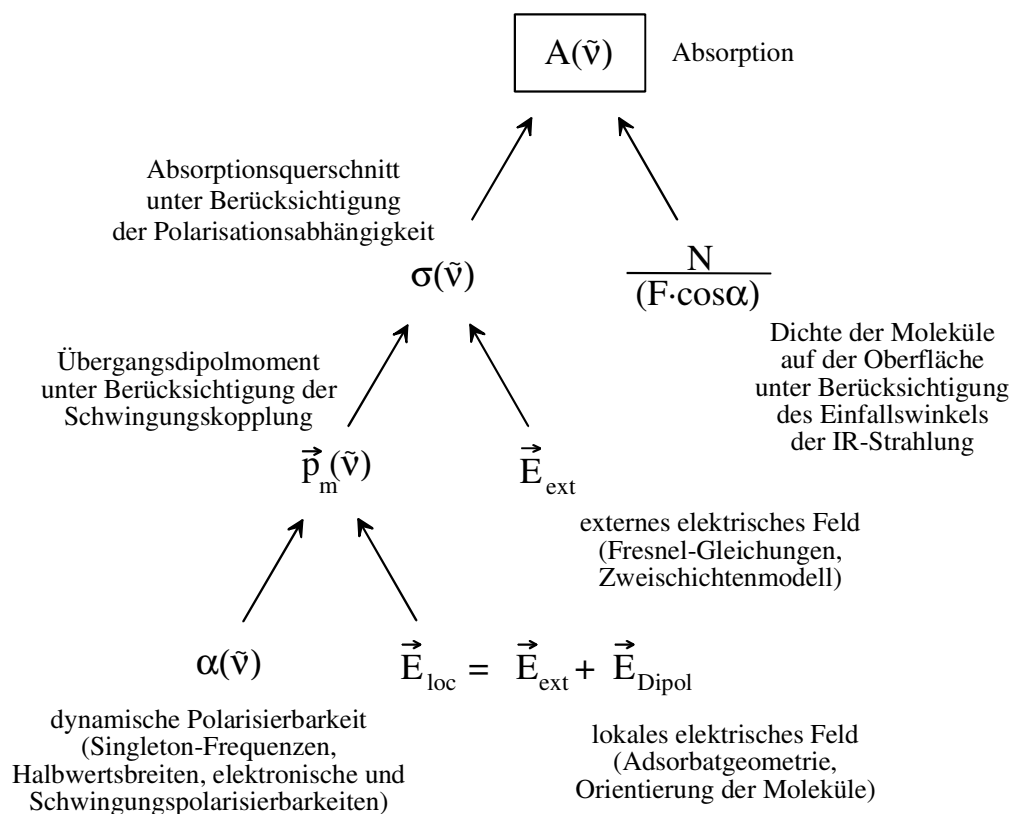 A(ṽ)
Absorption
Absorptionsquerschnitt
unter Berücksichtigung
der Polarisationsabhängigkeit
σ(ṽ)
N
(F·cosα)
Dichte der Moleküle
auf der Oberfläche
unter Berücksichtigung
des Einfallswinkels
der IR-Strahlung
Übergangsdipolmoment
unter Berücksichtigung der
Schwingungskopplung
p⃗m(ṽ)
E⃗ext
externes elektrisches Feld
(Fresnel-Gleichungen,
Zweischichtenmodell)
α(ṽ)
E⃗loc = E⃗ext + E⃗Dipol
dynamische Polarisierbarkeit
(Singleton-Frequenzen,
Halbwertsbreiten, elektronische und
Schwingungspolarisierbarkeiten)
lokales elektrisches Feld
(Adsorbatgeometrie,
Orientierung der Moleküle)